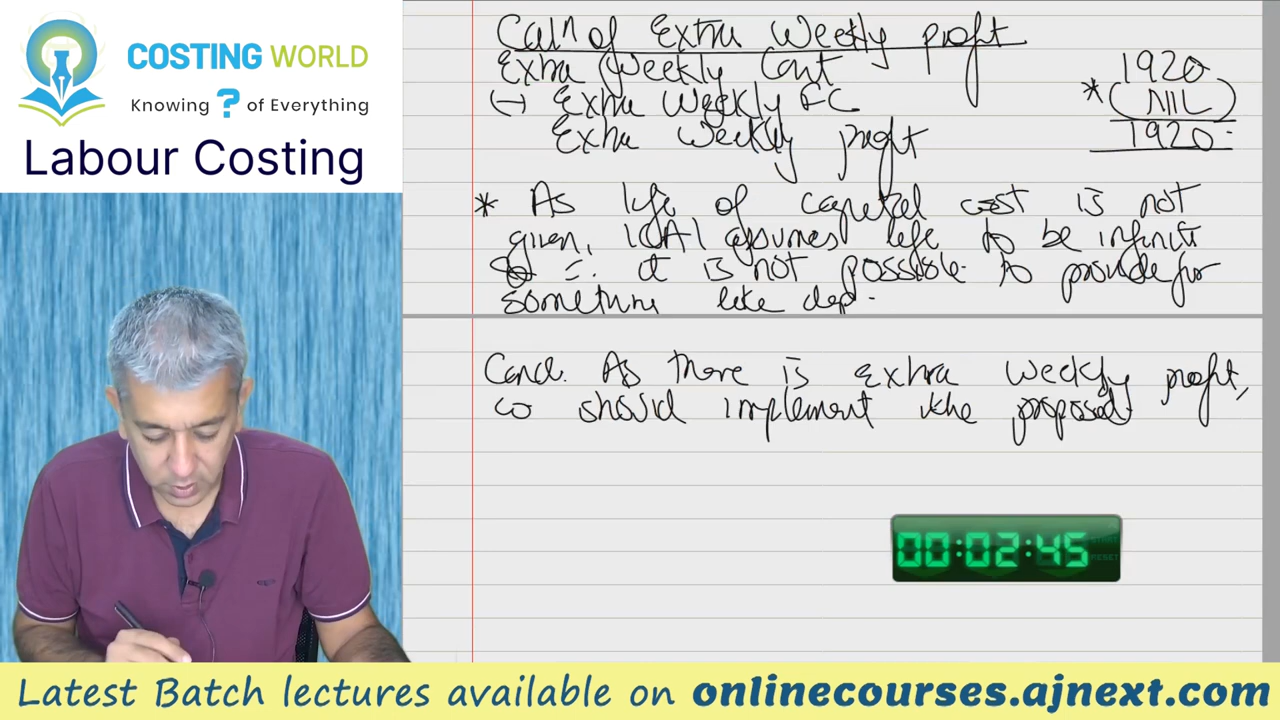 COSTING WORLD
Knowing ? of Everything
Labour Costing
Calⁿ of Extra Weekly profit
Extra Weekly Cont 1920
(-) Extra Weekly FC * (NIL)
Extra Weekly profit 1920
* As life of capital cost is not
given, ICAI assumes life to be infinite
∴ it is not possible to provide for
something like dep.
Concl. As there is Extra Weekly profit,
co should implement the proposal.
00:02:45
RESET
Latest Batch lectures available on onlinecourses.ajnext.com